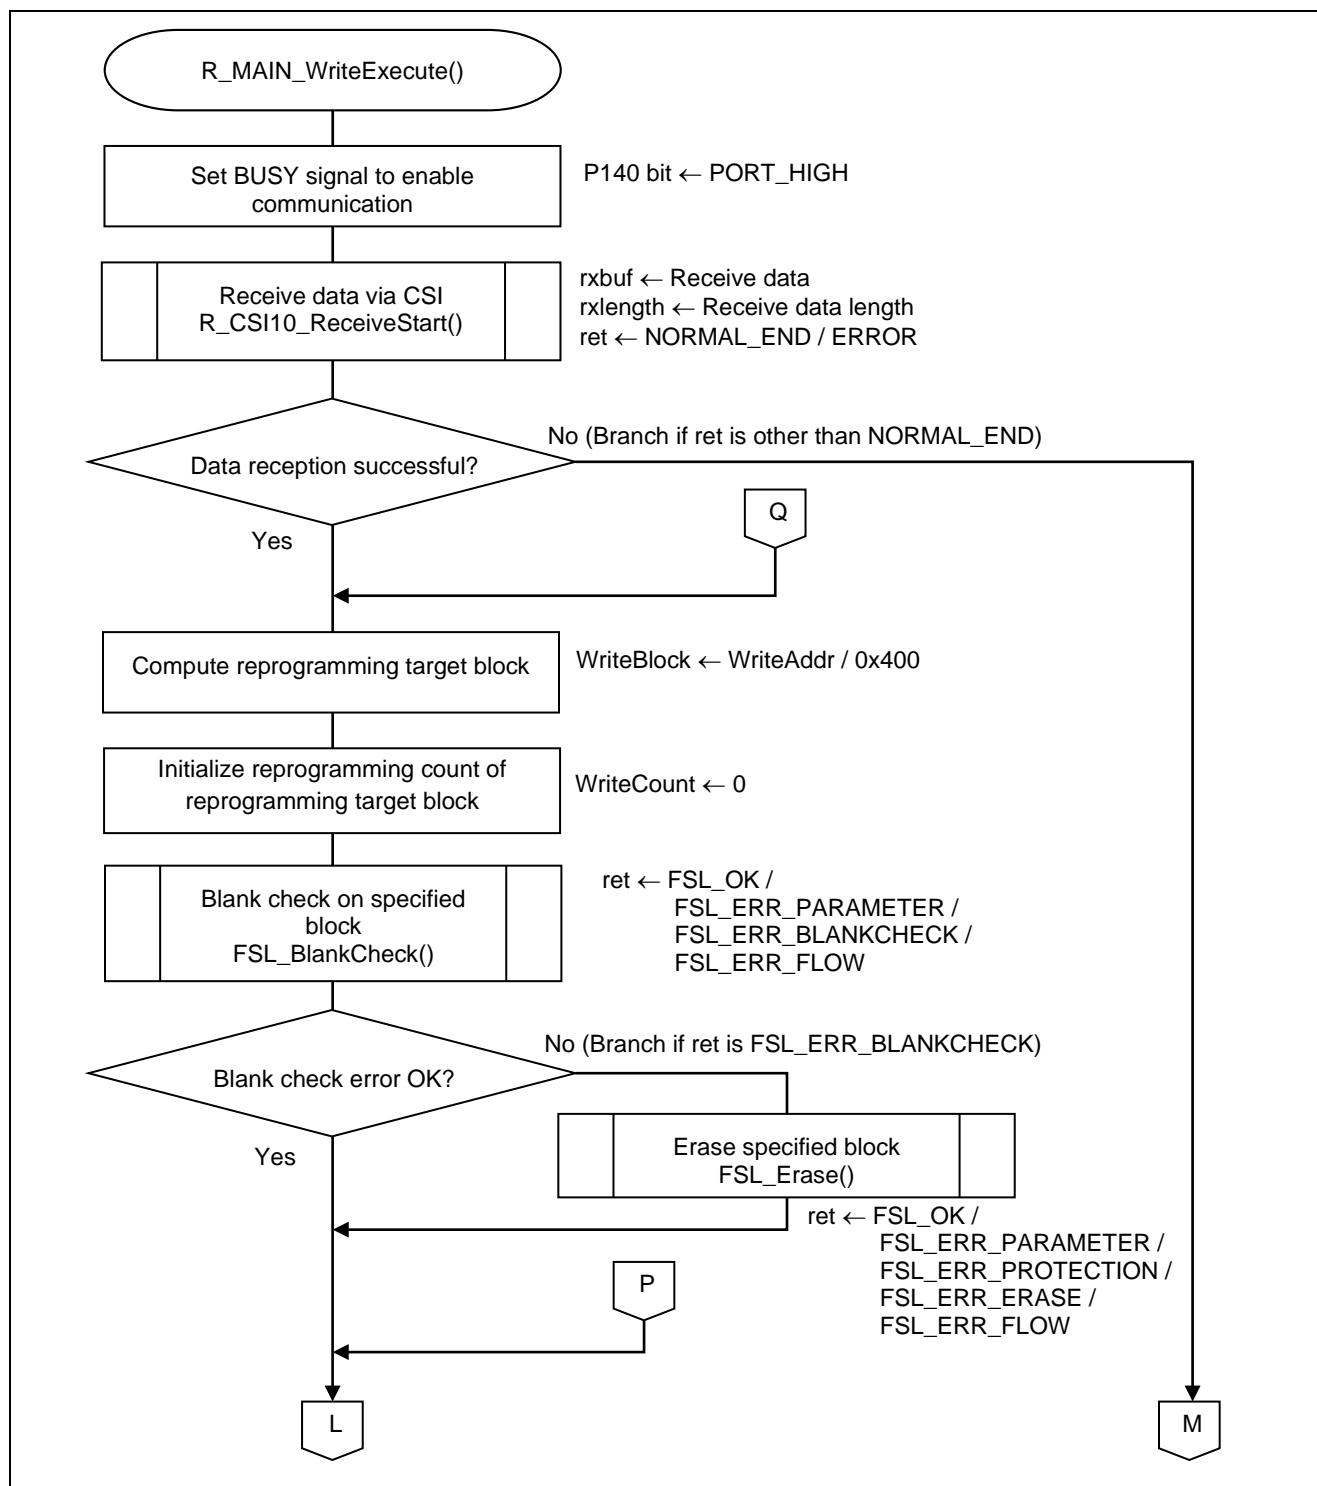 R_MAIN_WriteExecute()
Set BUSY signal to enable
communication
P140 bit ← PORT_HIGH
Receive data via CSI
R_CSI10_ReceiveStart()
rxbuf ← Receive data
rxlength ← Receive data length
ret ← NORMAL_END / ERROR
No (Branch if ret is other than NORMAL_END)
Data reception successful?
Q
Yes
Compute reprogramming target block
WriteBlock ← WriteAddr / 0x400
Initialize reprogramming count of
reprogramming target block
WriteCount ← 0
Blank check on specified
block
FSL_BlankCheck()
ret ← FSL_OK /
FSL_ERR_PARAMETER /
FSL_ERR_BLANKCHECK /
FSL_ERR_FLOW
No (Branch if ret is FSL_ERR_BLANKCHECK)
Blank check error OK?
Yes
Erase specified block
FSL_Erase()
ret ← FSL_OK /
FSL_ERR_PARAMETER /
FSL_ERR_PROTECTION /
FSL_ERR_ERASE /
FSL_ERR_FLOW
P
L
M